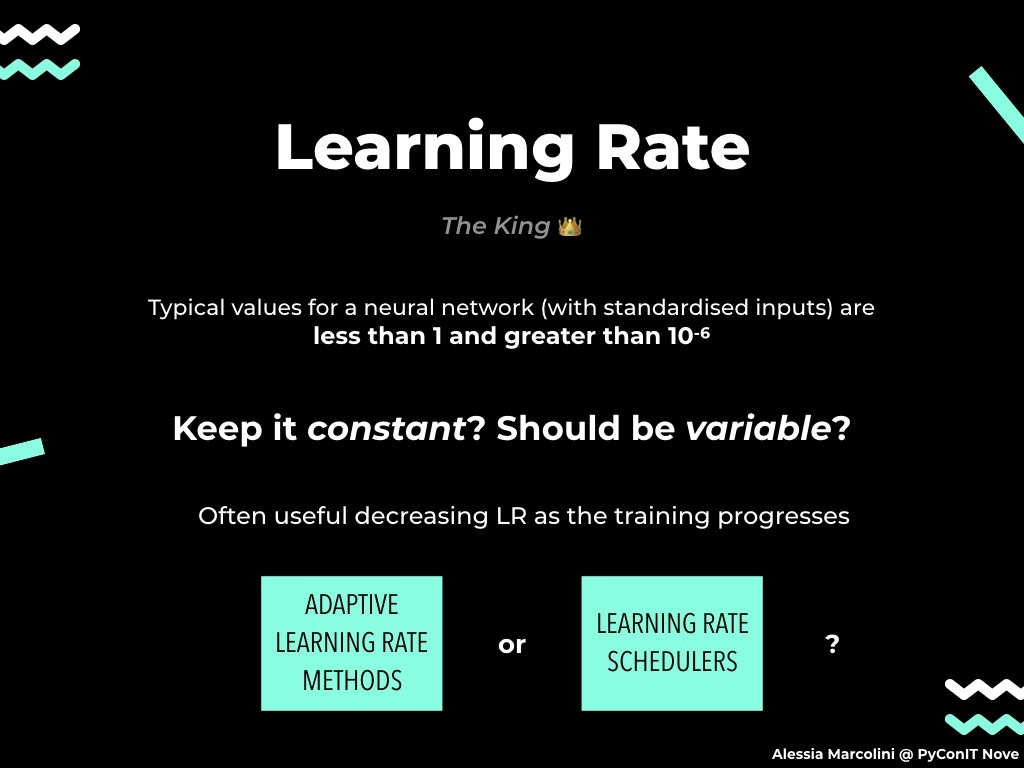 Learning Rate
The King 👑
Typical values for a neural network (with standardised inputs) are
less than 1 and greater than 10⁻⁶
Keep it constant? Should be variable?
Often useful decreasing LR as the training progresses
ADAPTIVE
LEARNING RATE
METHODS
or
LEARNING RATE
SCHEDULERS
?
Alessia Marcolini @ PyConIT Nove